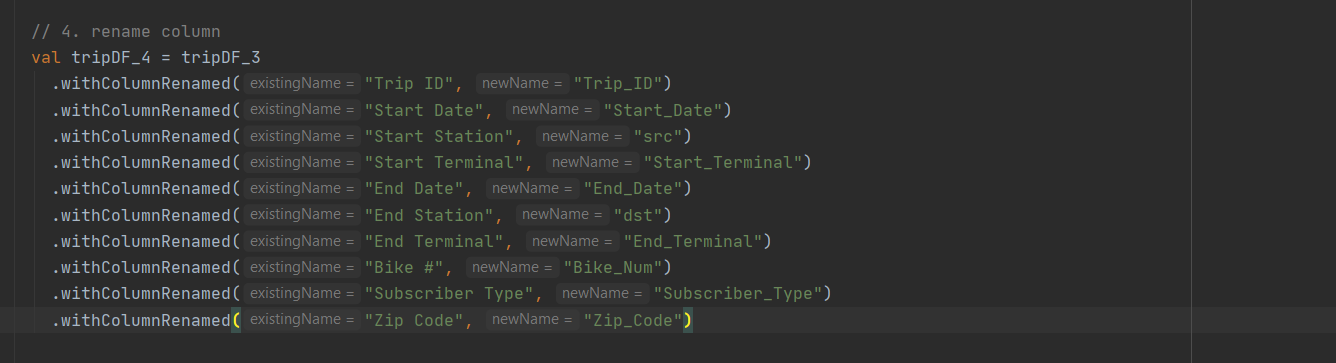 // 4. rename column
val tripDF_4 = tripDF_3
.withColumnRenamed( existingName = "Trip ID", newName = "Trip_ID")
.withColumnRenamed( existingName = "Start Date", newName = "Start_Date")
.withColumnRenamed( existingName = "Start Station", newName = "src")
.withColumnRenamed( existingName = "Start Terminal", newName = "Start_Terminal")
.withColumnRenamed( existingName = "End Date", newName = "End_Date")
.withColumnRenamed( existingName = "End Station", newName = "dst")
.withColumnRenamed( existingName = "End Terminal", newName = "End_Terminal")
.withColumnRenamed( existingName = "Bike #", newName = "Bike_Num")
.withColumnRenamed( existingName = "Subscriber Type", newName = "Subscriber_Type")
.withColumnRenamed( existingName = "Zip Code", newName = "Zip_Code")